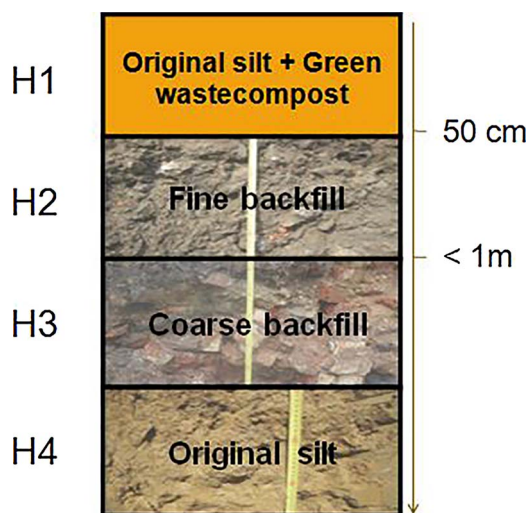 H1
Original silt + Green
wastecompost
50 cm
H2
Fine backfill
< 1m
H3
Coarse backfill
H4
Original silt